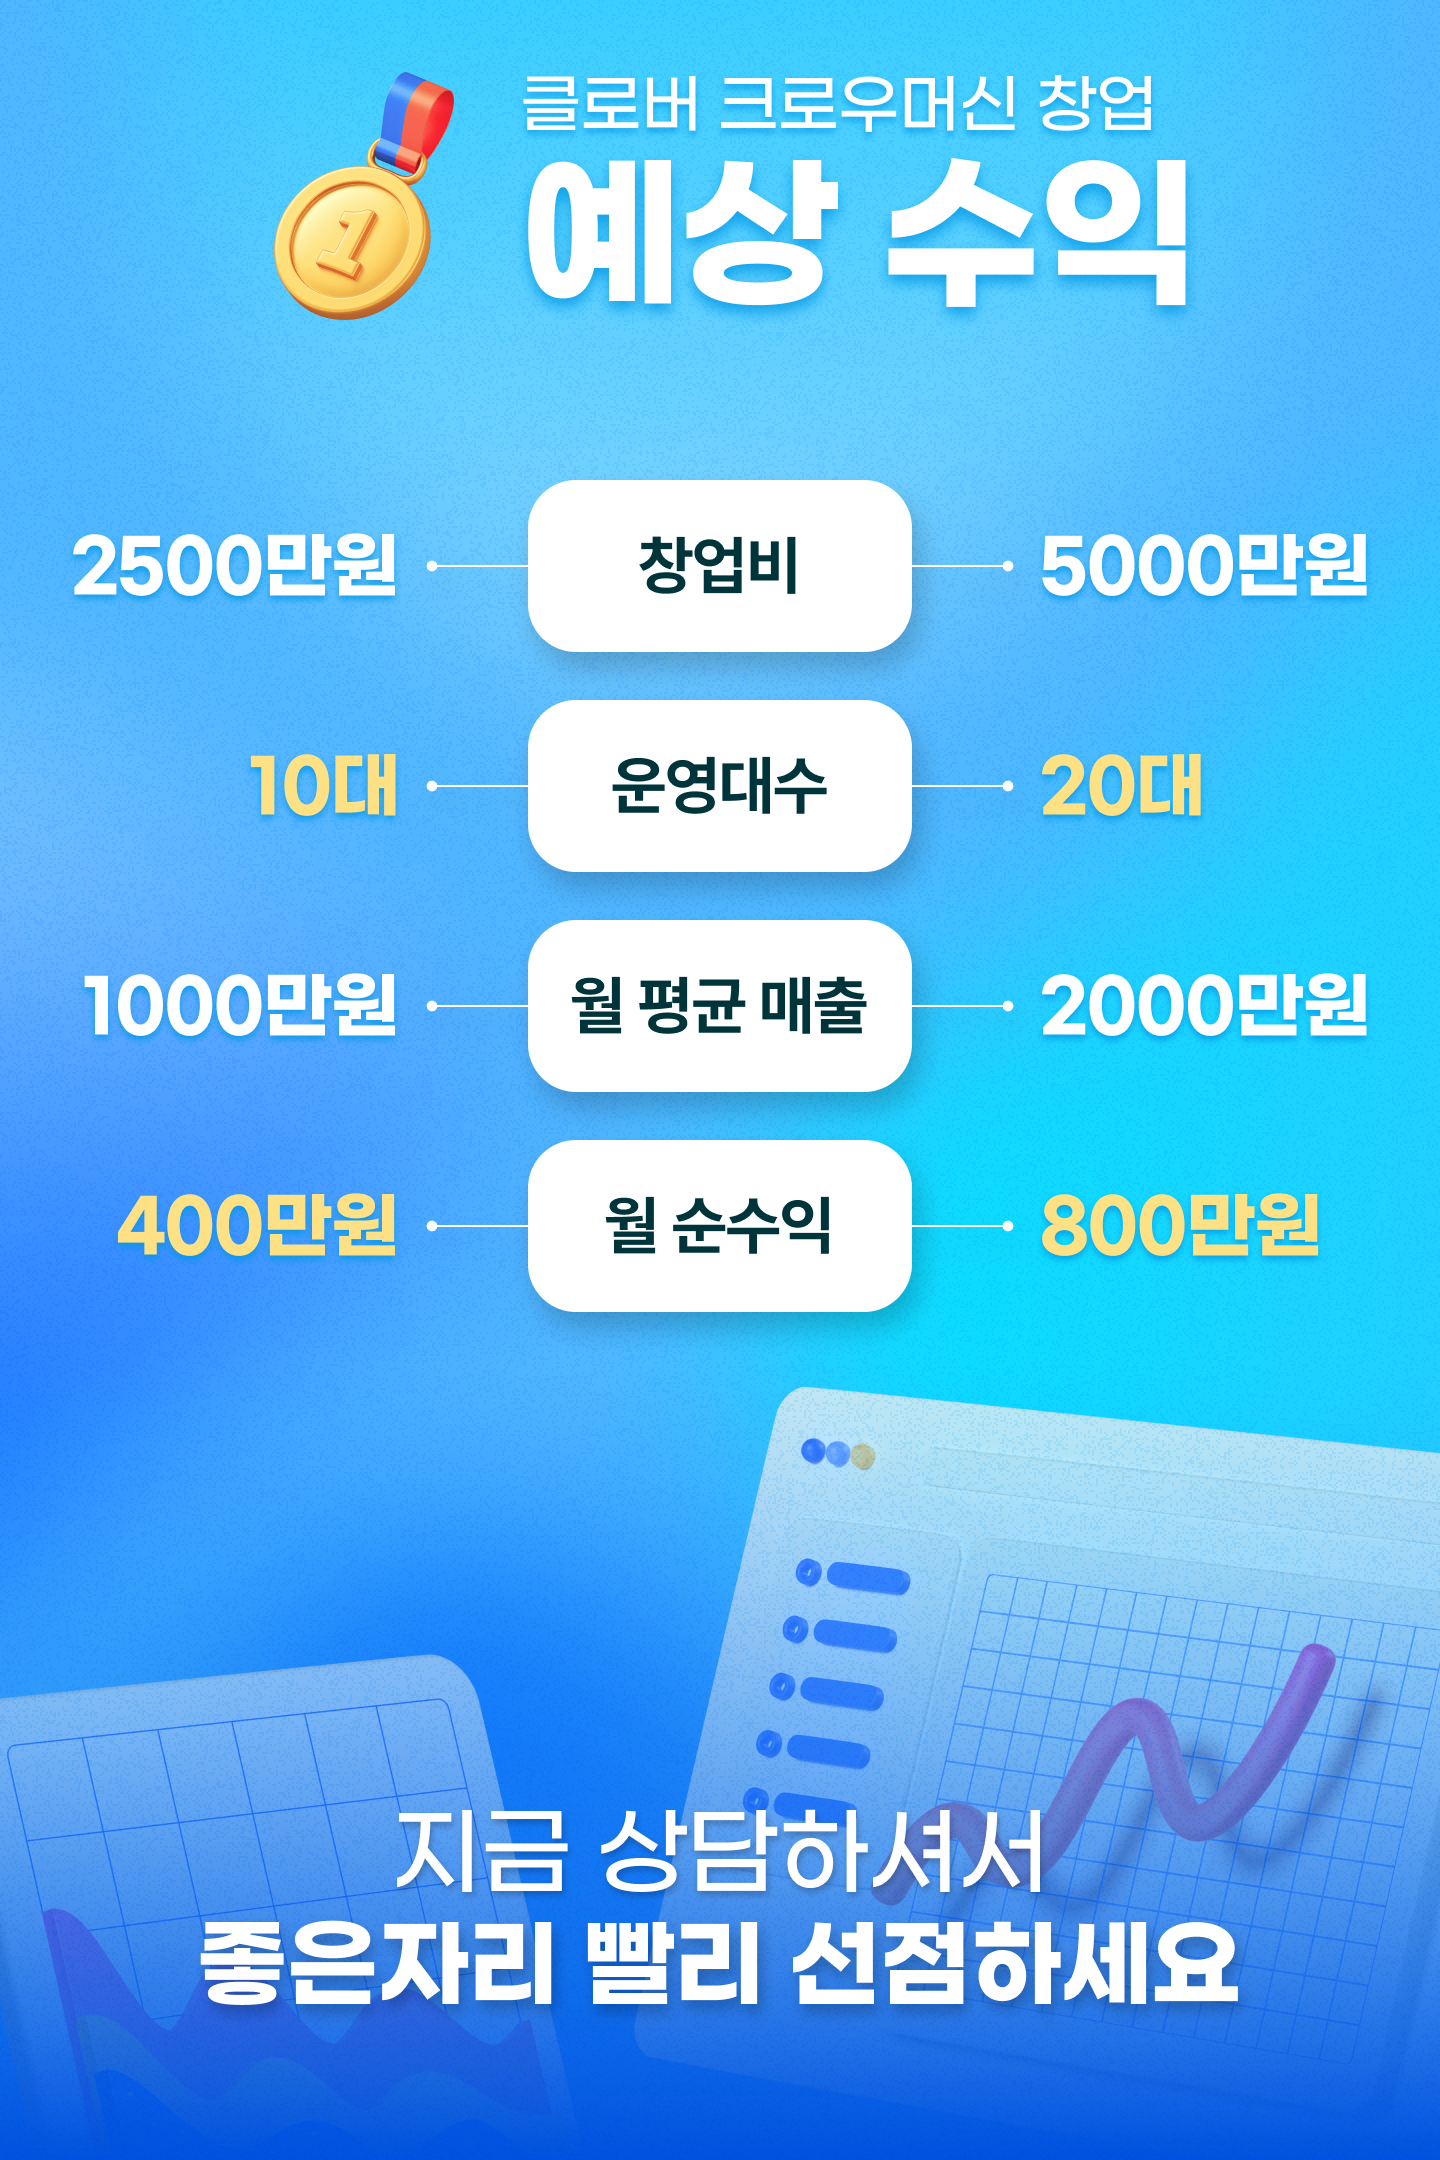 클로버 크로우머신 창업
예상 수익
1
2500만원 창업비 5000만원
10대 운영대수 20대
1000만원 월 평균 매출 2000만원
400만원 월 순수익 800만원
지금 상담하셔서
좋은자리 빨리 선점하세요